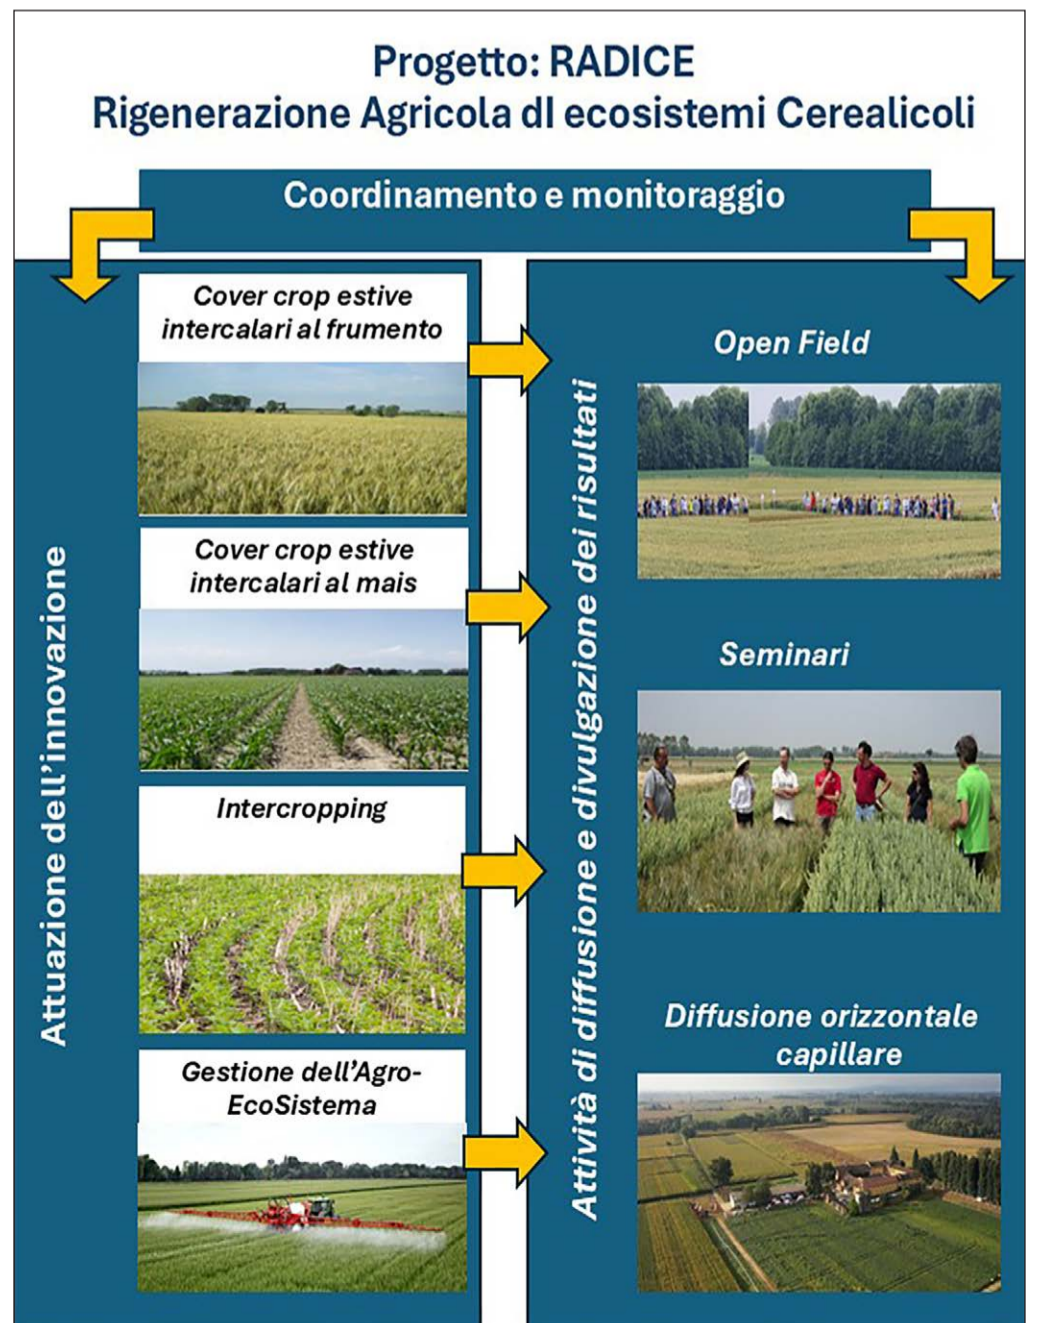 Progetto: RADICE
Rigenerazione Agricola dI ecosistemi Cerealicoli
Coordinamento e monitoraggio
Attuazione dell'innovazione
Cover crop estive
intercalari al frumento
Cover crop estive
intercalari al mais
Intercropping
Gestione dell'Agro-
EcoSistema
Attività di diffusione e divulgazione dei risultati
Open Field
Seminari
Diffusione orizzontale
capillare